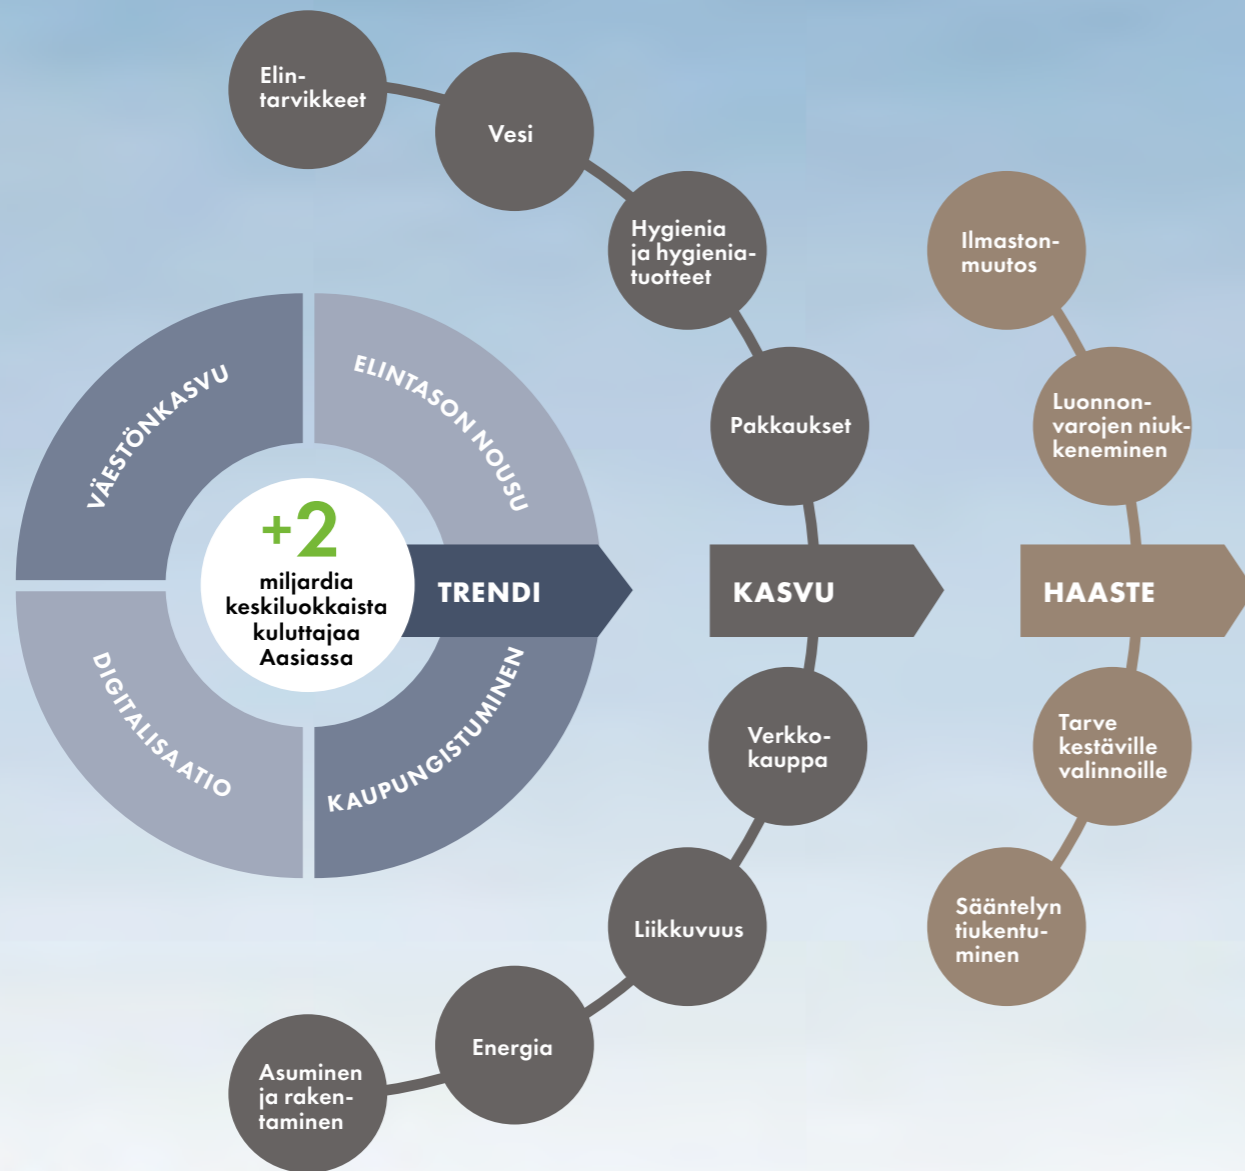 VÄESTÖNKASVU
ELINTASON NOUSU
DIGITALISAATIO
KAUPUNGISTUMINEN
+2
miljardia
keskiluokkaista
kuluttajaa
Aasiassa
TRENDI
Elin-
tarvikkeet
Vesi
Hygienia
ja hygienia-
tuotteet
Pakkaukset
KASVU
Verkko-
kauppa
Liikkuvuus
Energia
Asuminen
ja raken-
taminen
Ilmaston-
muutos
Luonnon-
varojen niuk-
keneminen
HAASTE
Tarve
kestäville
valinnoille
Sääntelyn
tiukentu-
minen